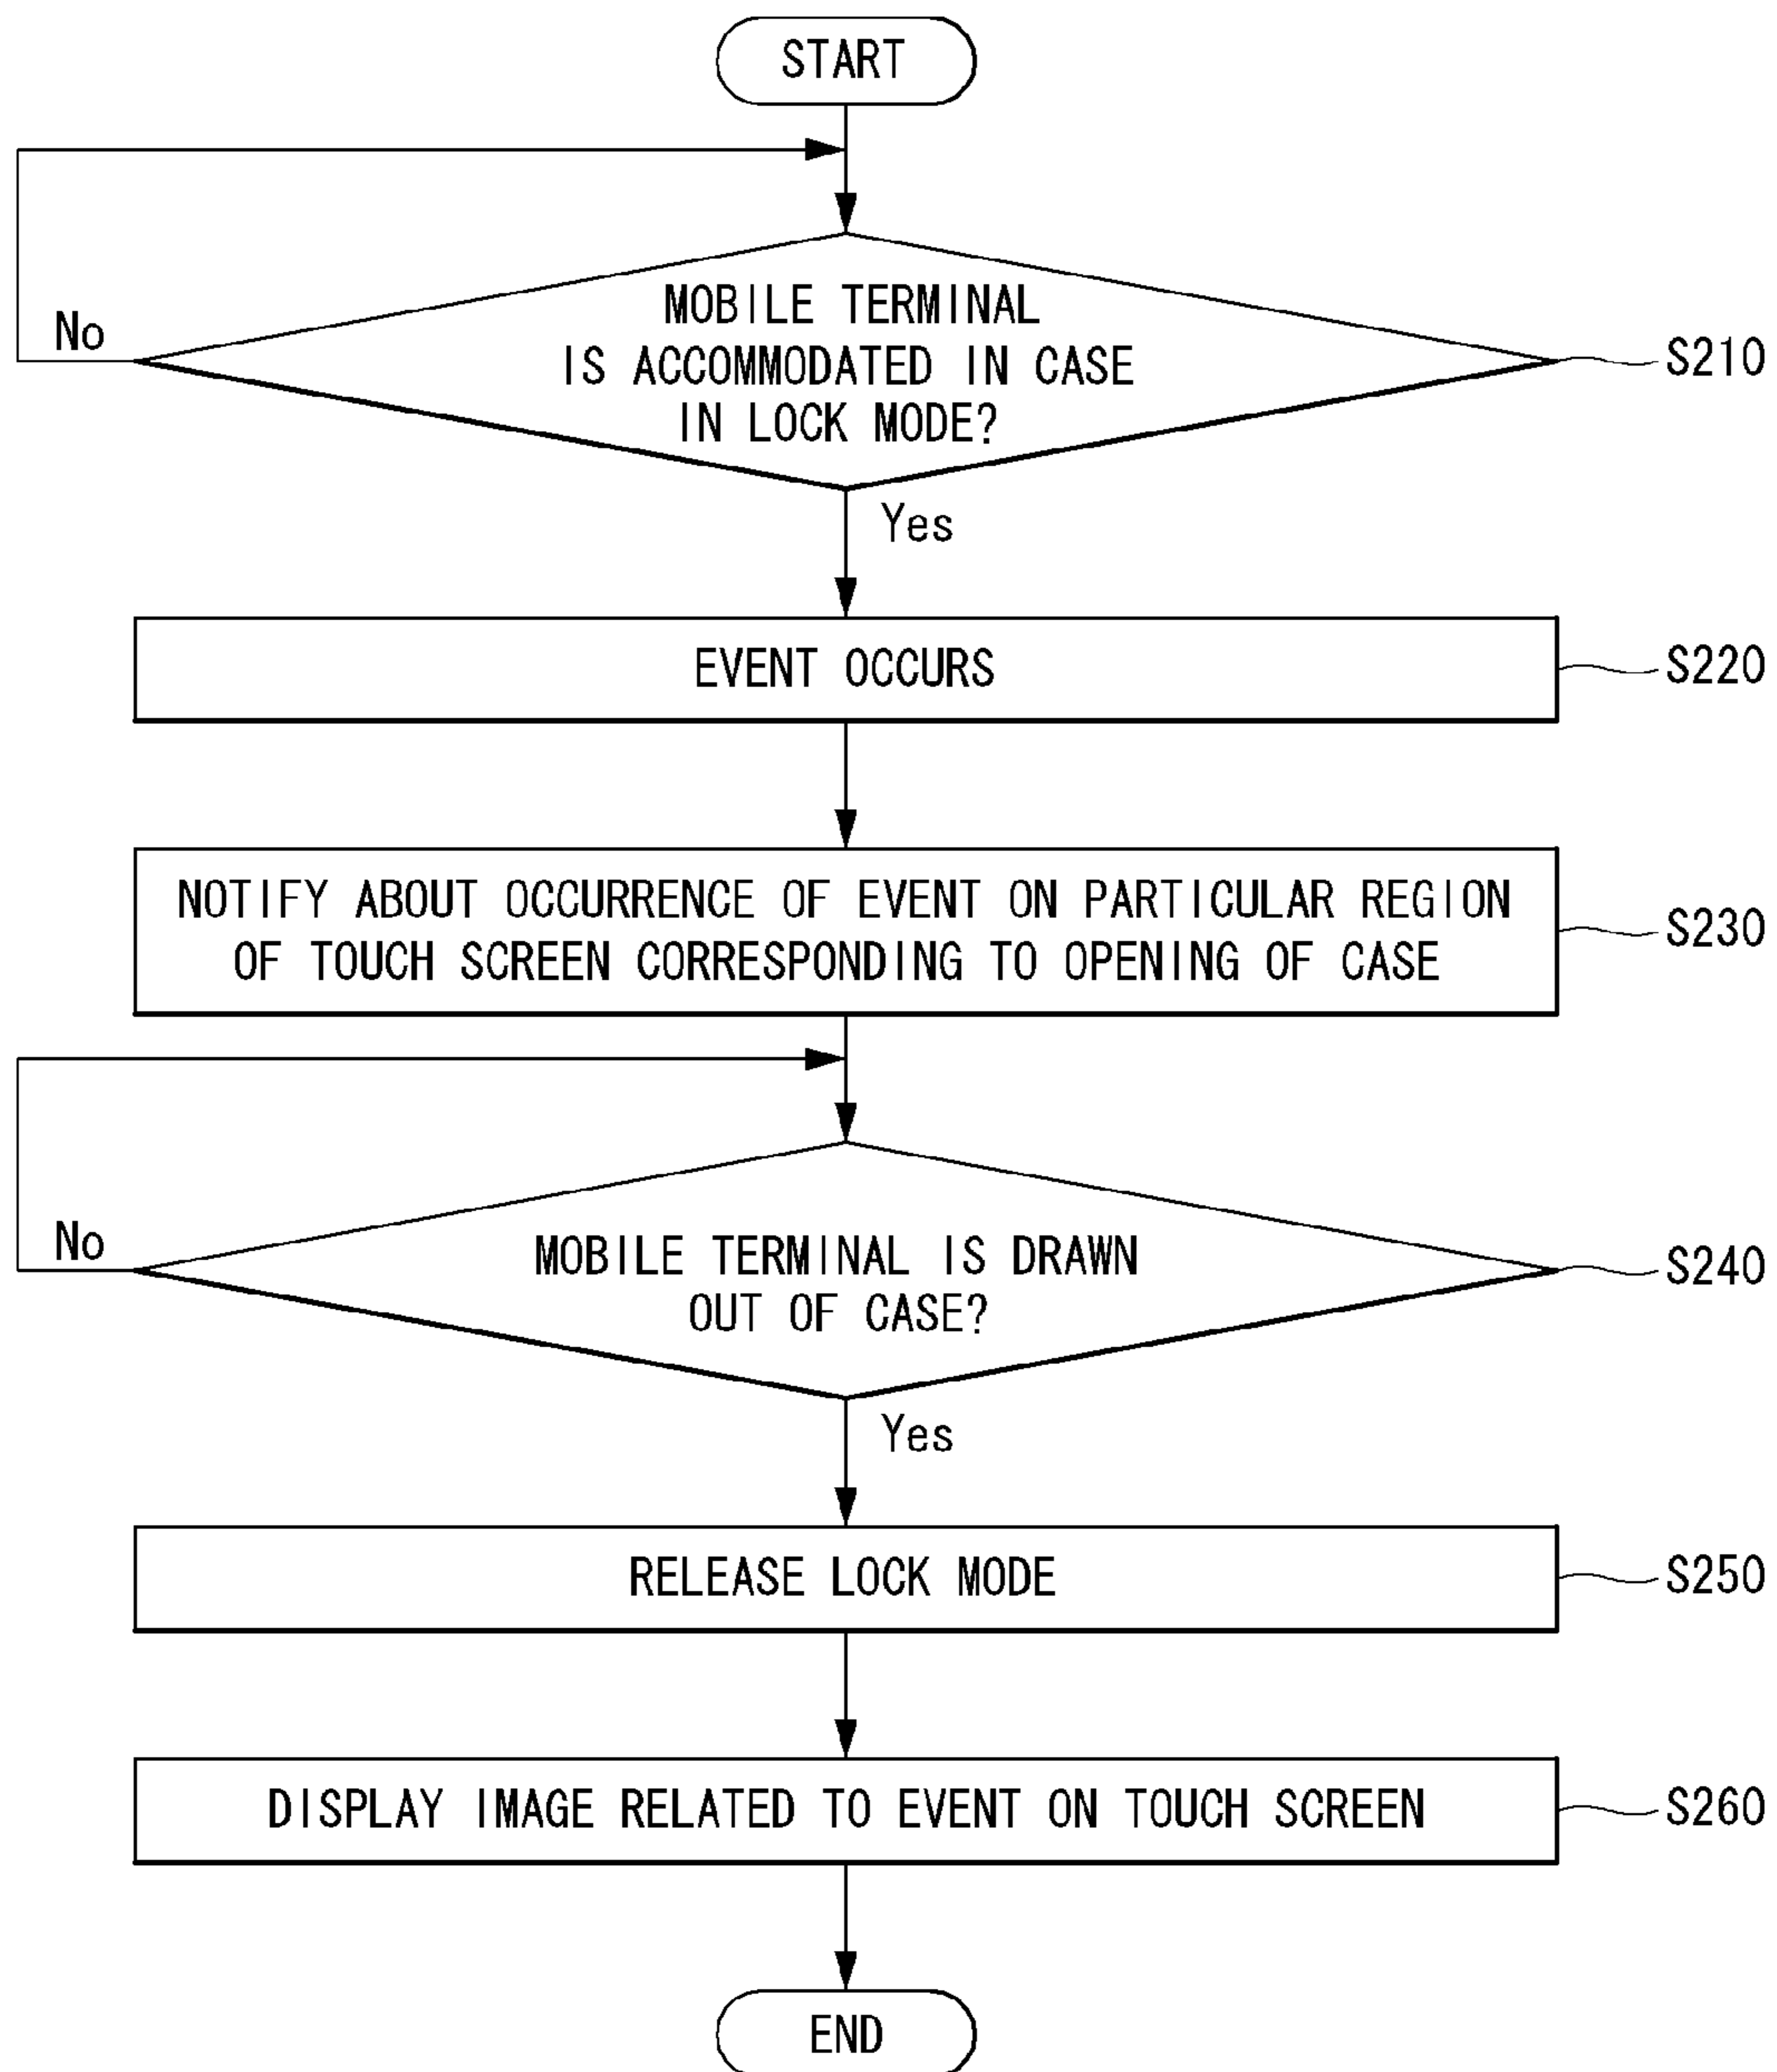 START
No
MOBILE TERMINAL
IS ACCOMMODATED IN CASE
IN LOCK MODE?
S210
Yes
EVENT OCCURS
S220
NOTIFY ABOUT OCCURRENCE OF EVENT ON PARTICULAR REGION
OF TOUCH SCREEN CORRESPONDING TO OPENING OF CASE
S230
No
MOBILE TERMINAL IS DRAWN
OUT OF CASE?
S240
Yes
RELEASE LOCK MODE
S250
DISPLAY IMAGE RELATED TO EVENT ON TOUCH SCREEN
S260
END